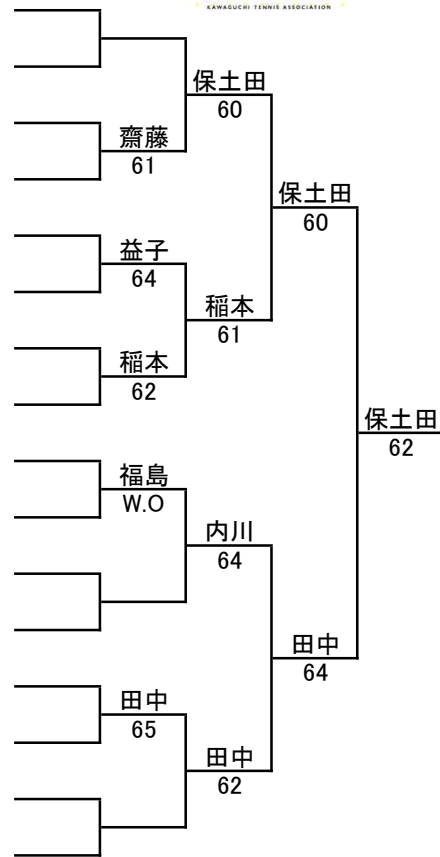 KAWAGUCHI TENNIS ASSOCIATION
保土田
60
齋藤
61
保土田
60
益子
64
稲本
61
稲本
62
保土田
62
福島
W.O
内川
64
田中
64
田中
65
田中
62